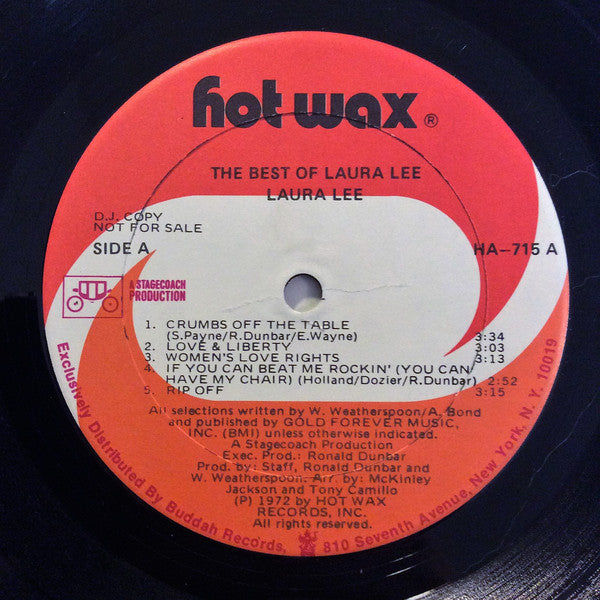 hot wax ®
THE BEST OF LAURA LEE
LAURA LEE
D.J. COPY
NOT FOR SALE
SIDE A
HA-715 A
A STAGECOACH
PRODUCTION
1. CRUMBS OFF THE TABLE
(S.Payne/R.Dunbar/E.Wayne) 3:34
2. LOVE & LIBERTY 3:03
3. WOMEN'S LOVE RIGHTS 3:13
4. IF YOU CAN BEAT ME ROCKIN' (YOU CAN
HAVE MY CHAIR) (Holland/Dozier/R.Dunbar) 2:52
5. RIP OFF 3:15
All selections written by W. Weatherspoon/A. Bond
and published by GOLD FOREVER MUSIC,
INC. (BMI) unless otherwise indicated.
A Stagecoach Production
Exec. Prod.: Ronald Dunbar
Prod. by: Staff, Ronald Dunbar and
W. Weatherspoon. Arr. by: McKinley
Jackson and Tony Camillo
(P) 1972 by HOT WAX
RECORDS, INC.
All rights reserved.
Exclusively Distributed By Buddah Records, 810 Seventh Avenue, New York, N. Y. 10019